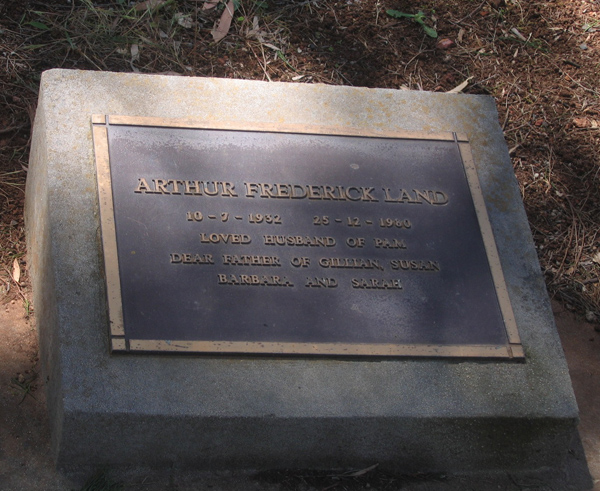 ARTHUR FREDERICK LAND
10-7-1932 25-12-1980
LOVED HUSBAND OF PAM
DEAR FATHER OF GILLIAN, SUSAN
BARBARA AND SARAH